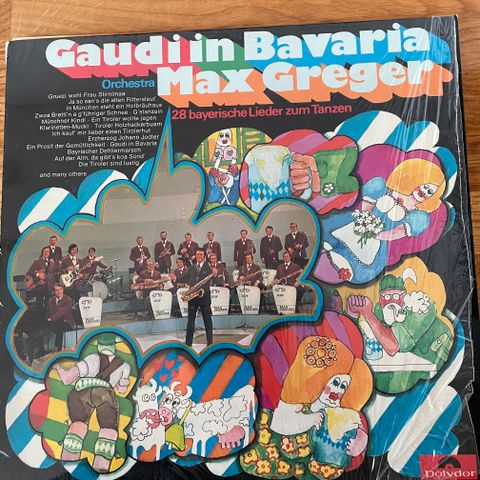 Gaudi in Bavaria
Orchestra
Max Greger
28 bayerische Lieder zum Tanzen
Gruezi wohl Frau Stirnimaa
Ja so san's die alten Rittersleut
In München steht ein Hofbräuhaus
Zwoa Brettl'n a g'führiger Schnee · G'stanzeln
Münchner Kindl · Ein Tiroler wollte jagen
Klarinetten-Muckl · Tiroler Holzhackerbuam
Ich kauf' mir lieber einen Tirolerhut
Erzherzog Johann Jodler
Ein Prosit der Gemütlichkeit · Gaudi in Bavaria
Bayrischer Defiliermarsch
Auf der Alm, da gibt's koa Sünd
Die Tiroler sind lustig
and many others
Polydor